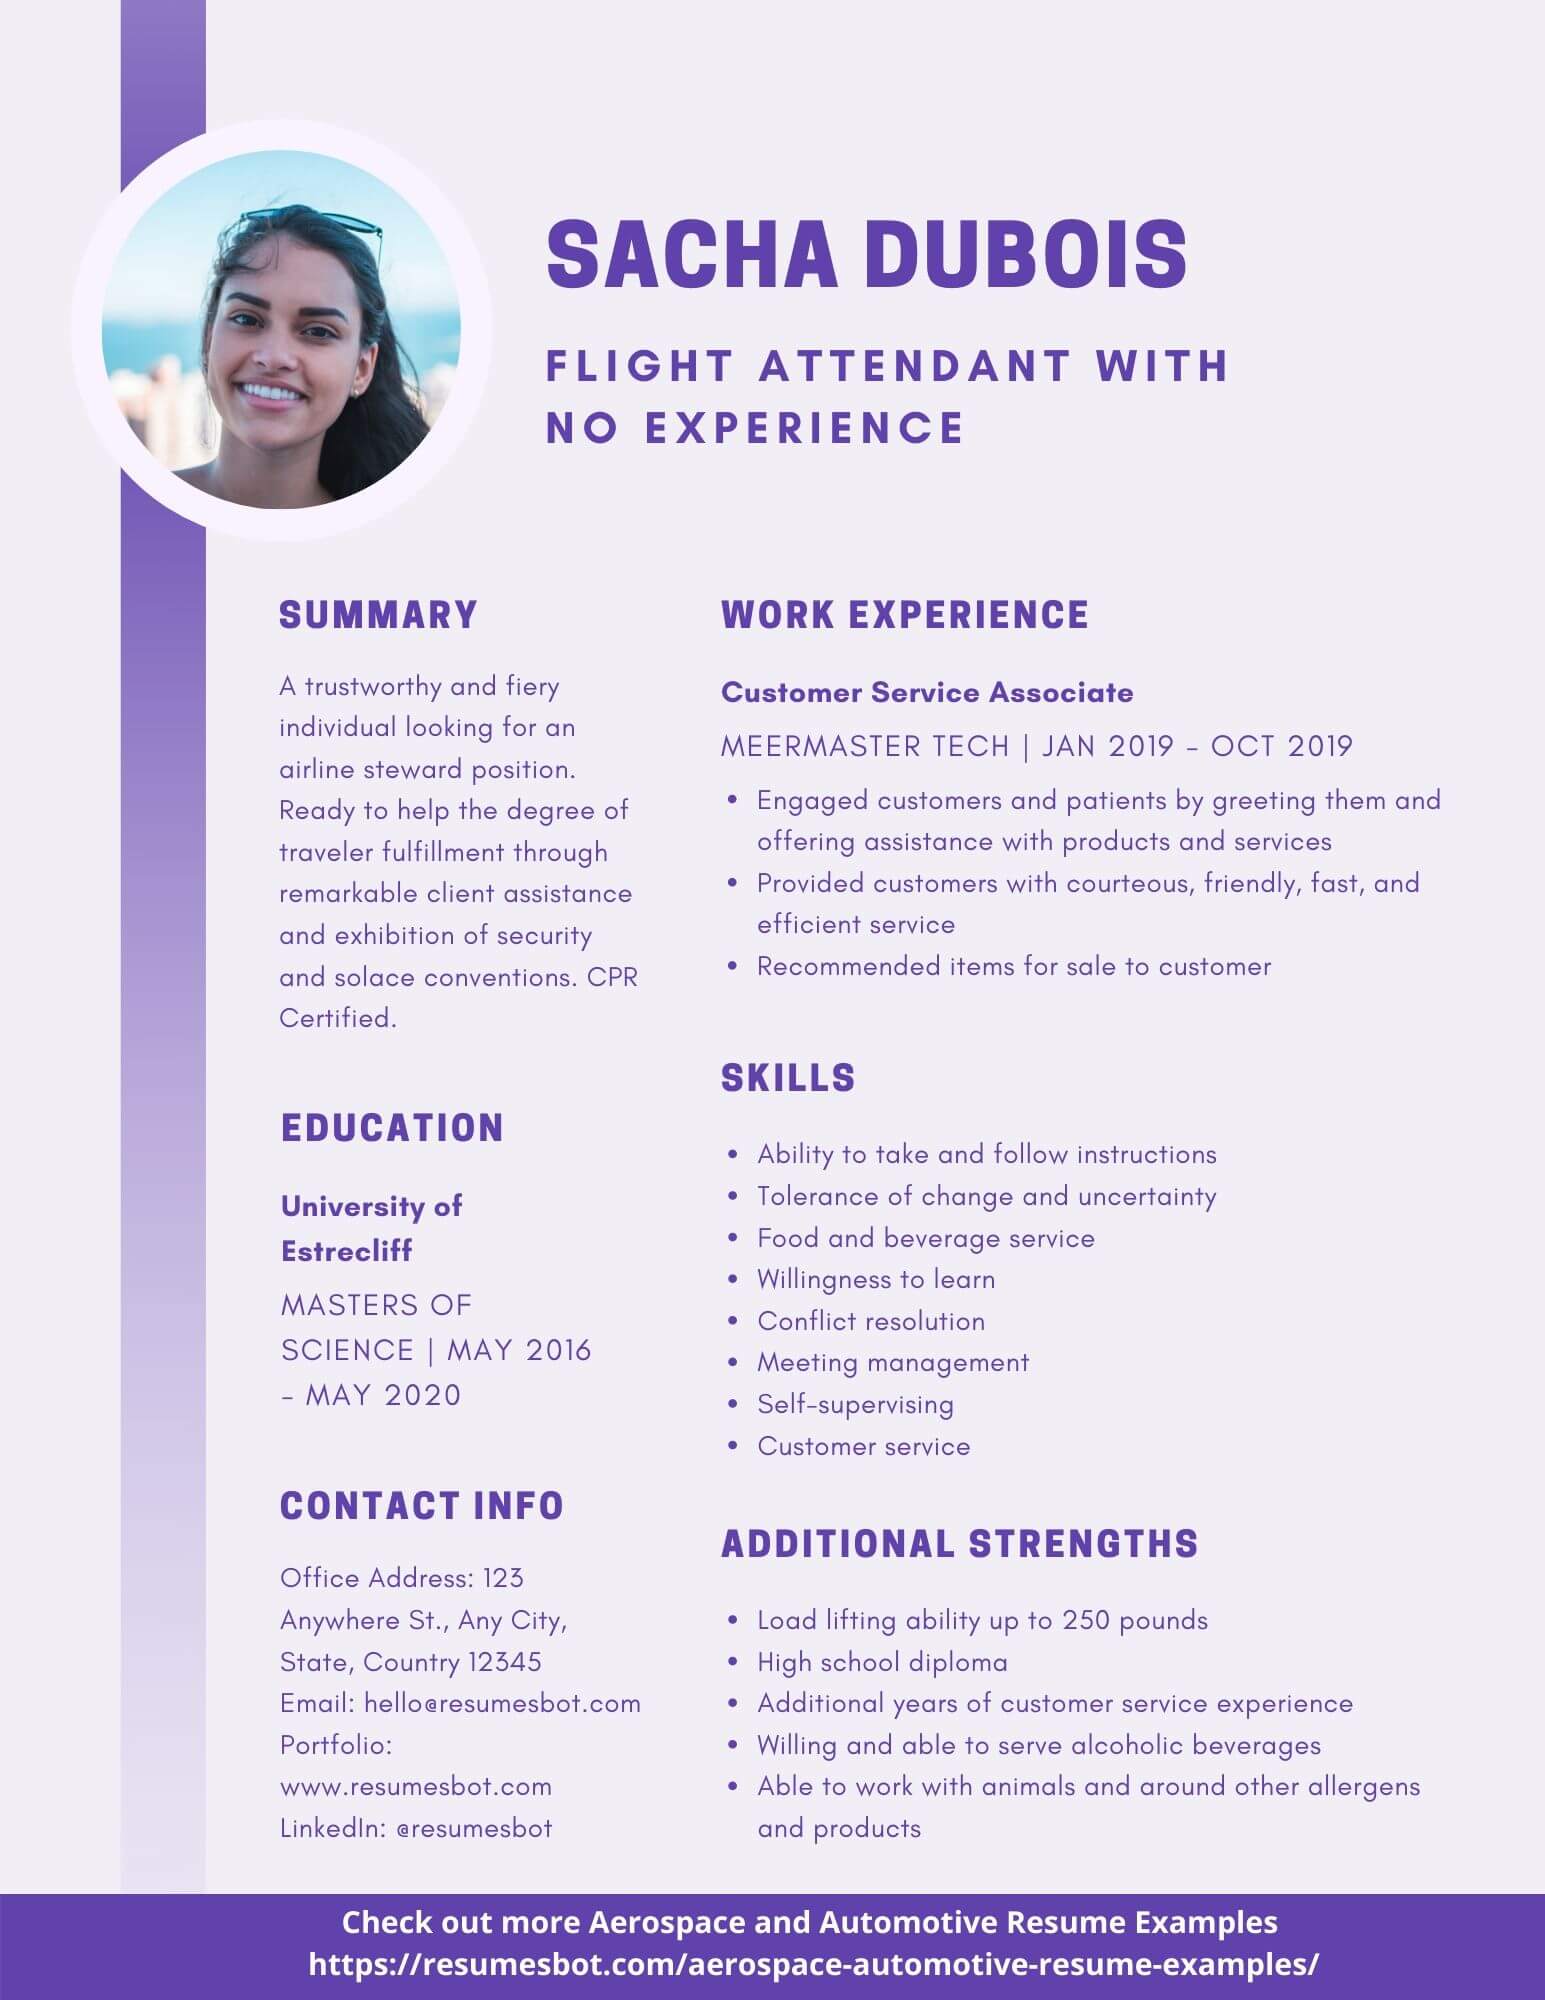 SACHA DUBOIS
FLIGHT ATTENDANT WITH
NO EXPERIENCE
SUMMARY
A trustworthy and fiery
individual looking for an
airline steward position.
Ready to help the degree of
traveler fulfillment through
remarkable client assistance
and exhibition of security
and solace conventions. CPR
Certified.
EDUCATION
University of
Estrecliff
MASTERS OF
SCIENCE | MAY 2016
- MAY 2020
CONTACT INFO
Office Address: 123
Anywhere St., Any City,
State, Country 12345
Email: hello@resumesbot.com
Portfolio:
www.resumesbot.com
LinkedIn: @resumesbot
WORK EXPERIENCE
Customer Service Associate
MEERMASTER TECH | JAN 2019 - OCT 2019
• Engaged customers and patients by greeting them and
offering assistance with products and services
• Provided customers with courteous, friendly, fast, and
efficient service
• Recommended items for sale to customer
SKILLS
• Ability to take and follow instructions
• Tolerance of change and uncertainty
• Food and beverage service
• Willingness to learn
• Conflict resolution
• Meeting management
• Self-supervising
• Customer service
ADDITIONAL STRENGTHS
• Load lifting ability up to 250 pounds
• High school diploma
• Additional years of customer service experience
• Willing and able to serve alcoholic beverages
• Able to work with animals and around other allergens
and products
Check out more Aerospace and Automotive Resume Examples
https://resumesbot.com/aerospace-automotive-resume-examples/